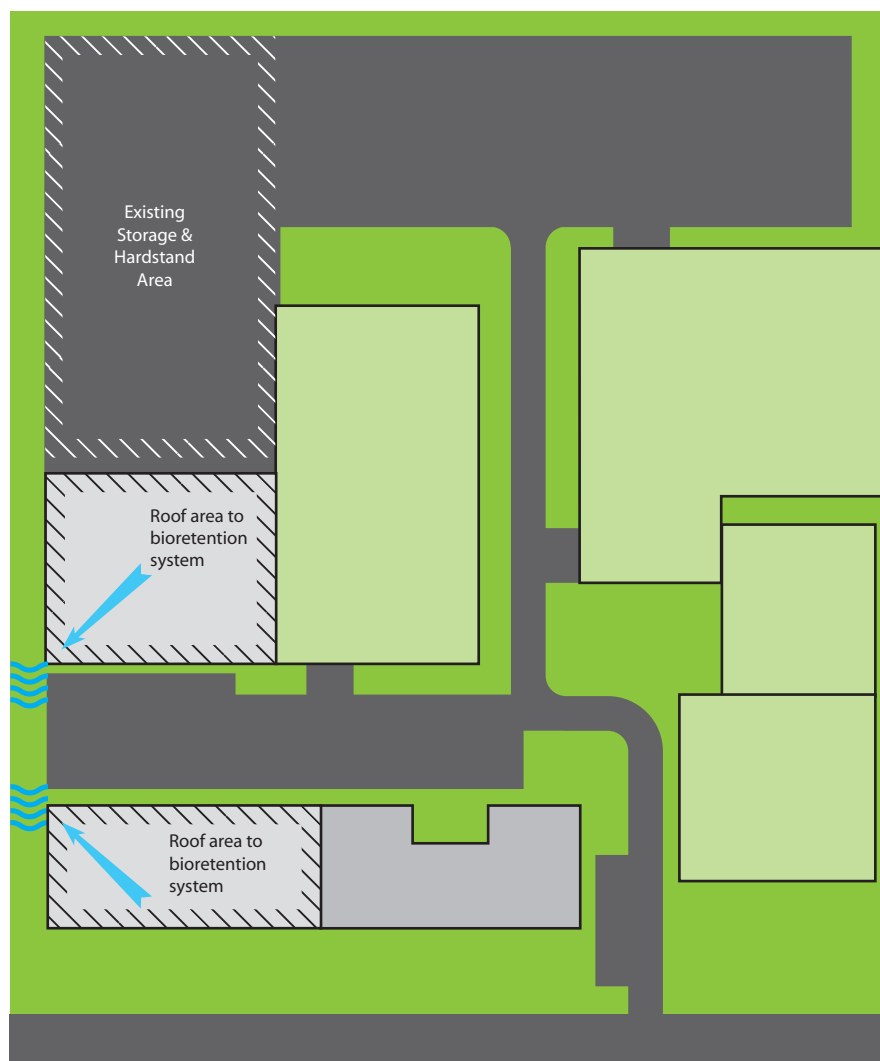 Existing
Storage &
Hardstand
Area
Roof area to
bioretention
system
Roof area to
bioretention
system